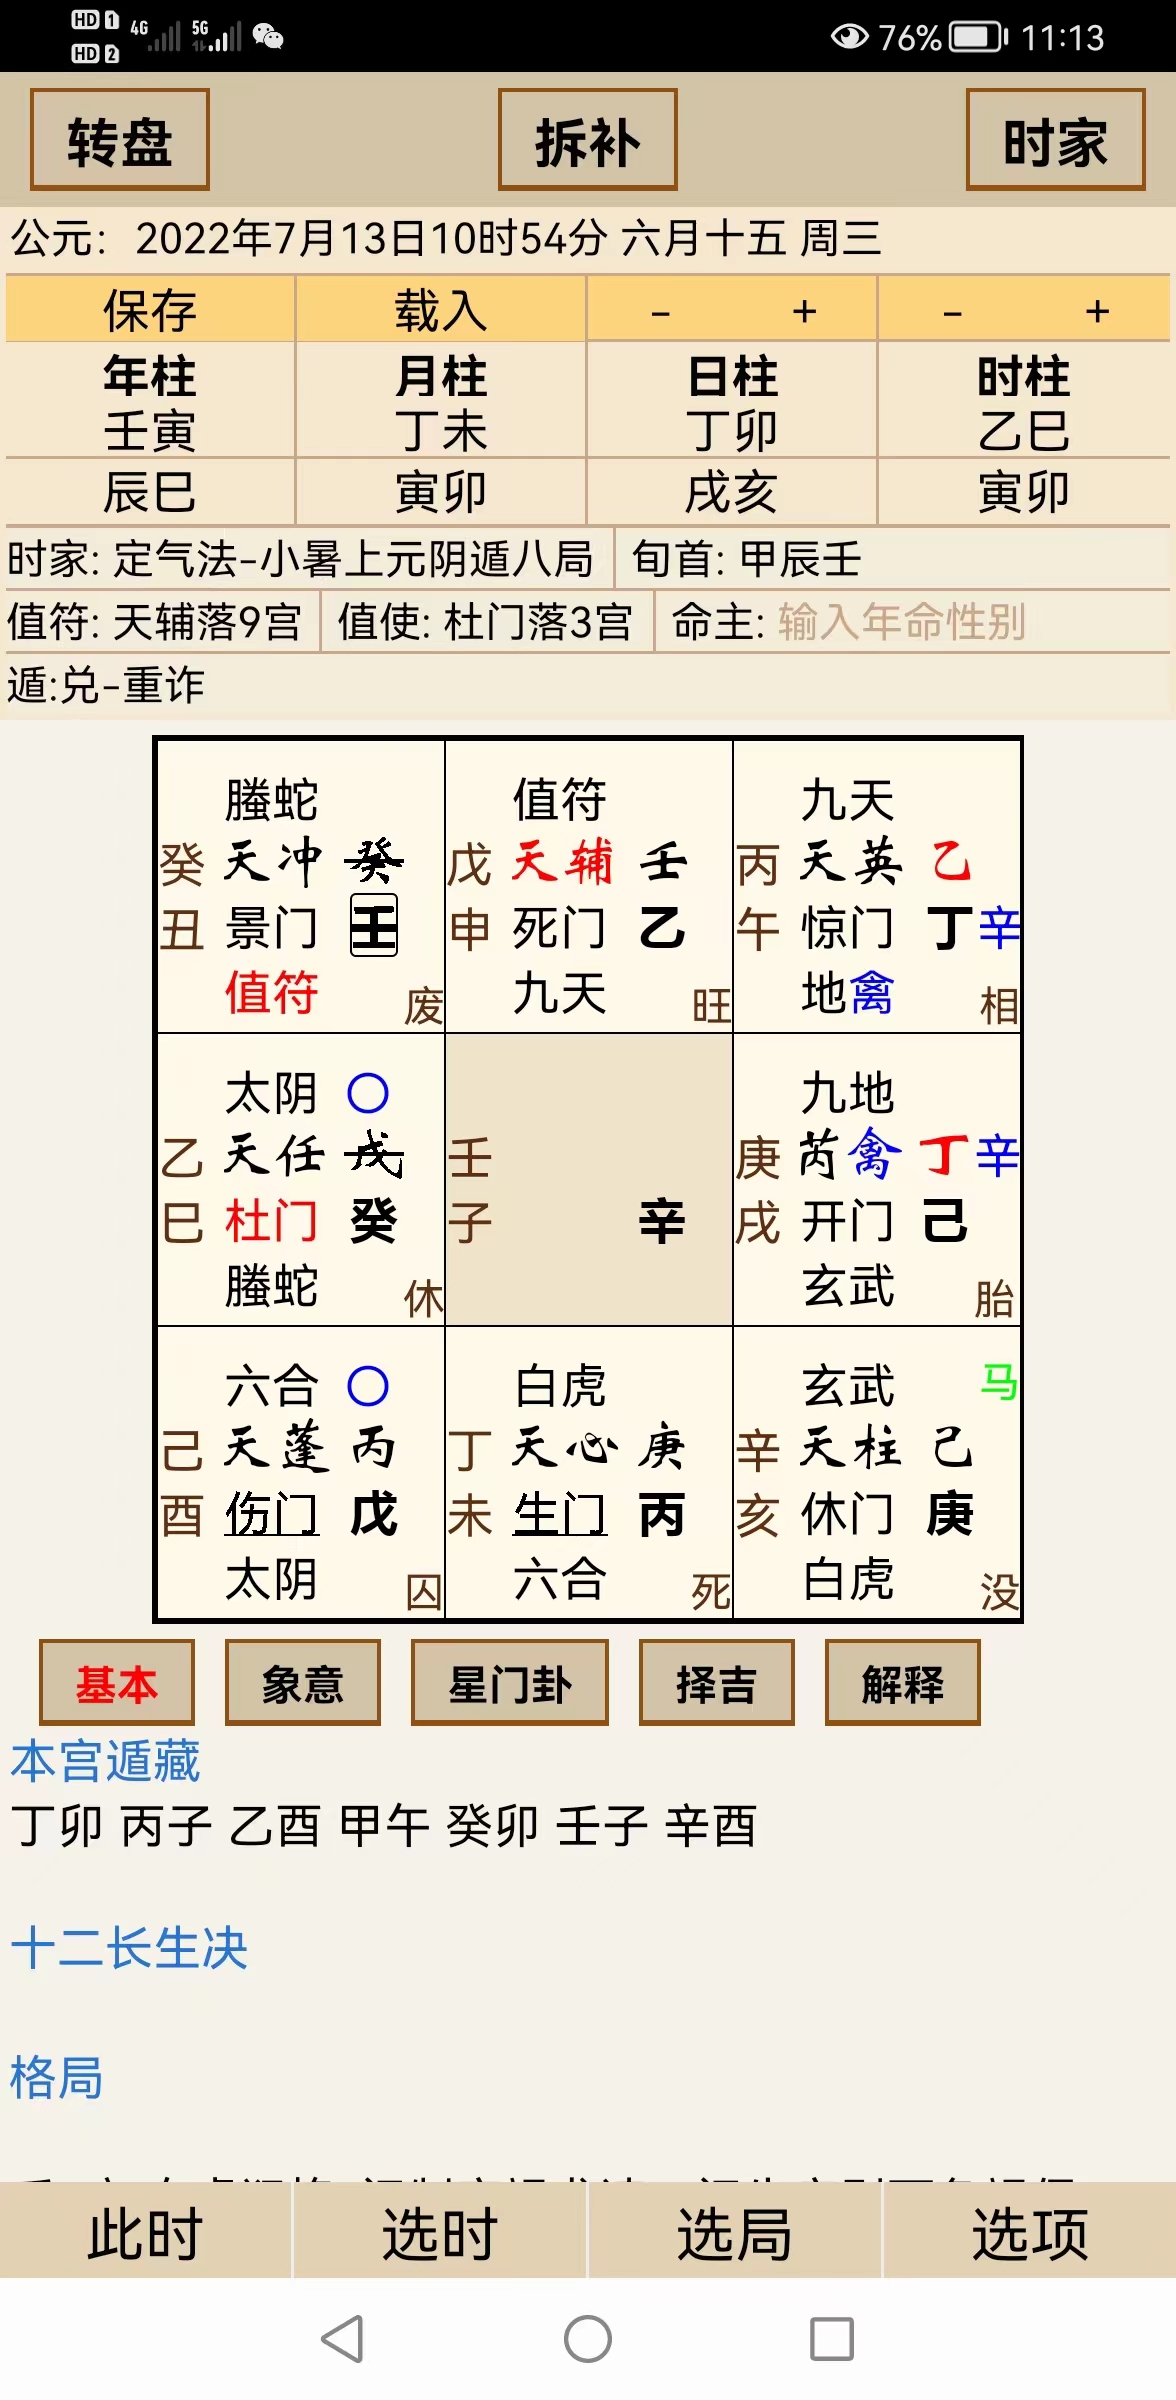 HD 1 4G 5G 76% 11:13
HD 2
转盘 拆补 时家
公元：2022年7月13日10时54分 六月十五 周三
保存 载入 - + - +
年柱 月柱 日柱 时柱
壬寅 丁未 丁卯 乙巳
辰巳 寅卯 戌亥 寅卯
时家: 定气法-小暑上元阴遁八局 旬首: 甲辰壬
值符: 天辅落9宫 值使: 杜门落3宫 命主: 输入年命性别
遁:兑-重诈
螣蛇 值符 九天
癸 天冲 癸 戊 天辅 壬 丙 天英 乙
丑 景门 壬 申 死门 乙 午 惊门 丁辛
值符 废 九天 旺 地禽 相
太阴 〇 九地
乙 天任 戊 壬 庚 芮禽 丁辛
巳 杜门 癸 子 辛 戌 开门 己
螣蛇 休 玄武 胎
六合 〇 白虎 玄武 马
己 天蓬 丙 丁 天心 庚 辛 天柱 己
酉 伤门 戊 未 生门 丙 亥 休门 庚
太阴 囚 六合 死 白虎 没
基本 象意 星门卦 择吉 解释
本宫遁藏
丁卯 丙子 乙酉 甲午 癸卯 壬子 辛酉
十二长生决
格局
此时 选时 选局 选项